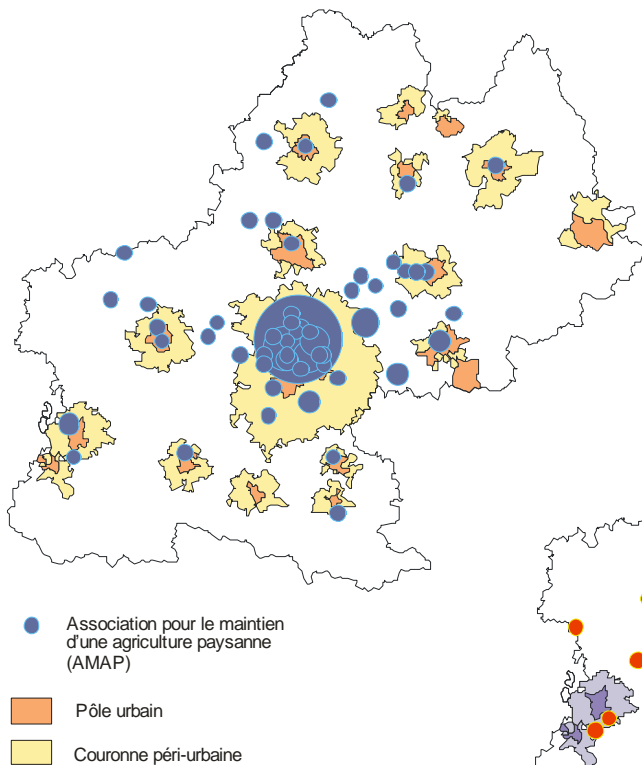 Association pour le maintien
d'une agriculture paysanne
(AMAP)
Pôle urbain
Couronne péri-urbaine